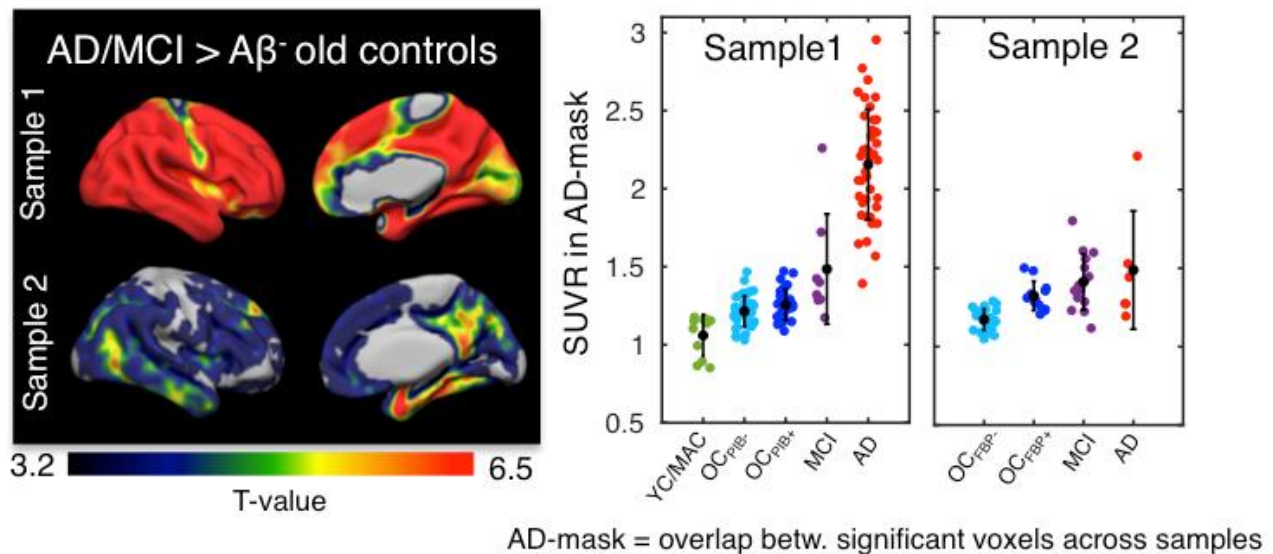 AD/MCI > Aβ- old controls
Sample 1
Sample 2
3.2
6.5
T-value
SUVR in AD-mask
3
2.5
2
1.5
1
0.5
Sample1
Sample 2
YC/MAC
OCPIB-
OCPIB+
MCI
AD
OCFBP-
OCFBP+
MCI
AD
AD-mask = overlap betw. significant voxels across samples